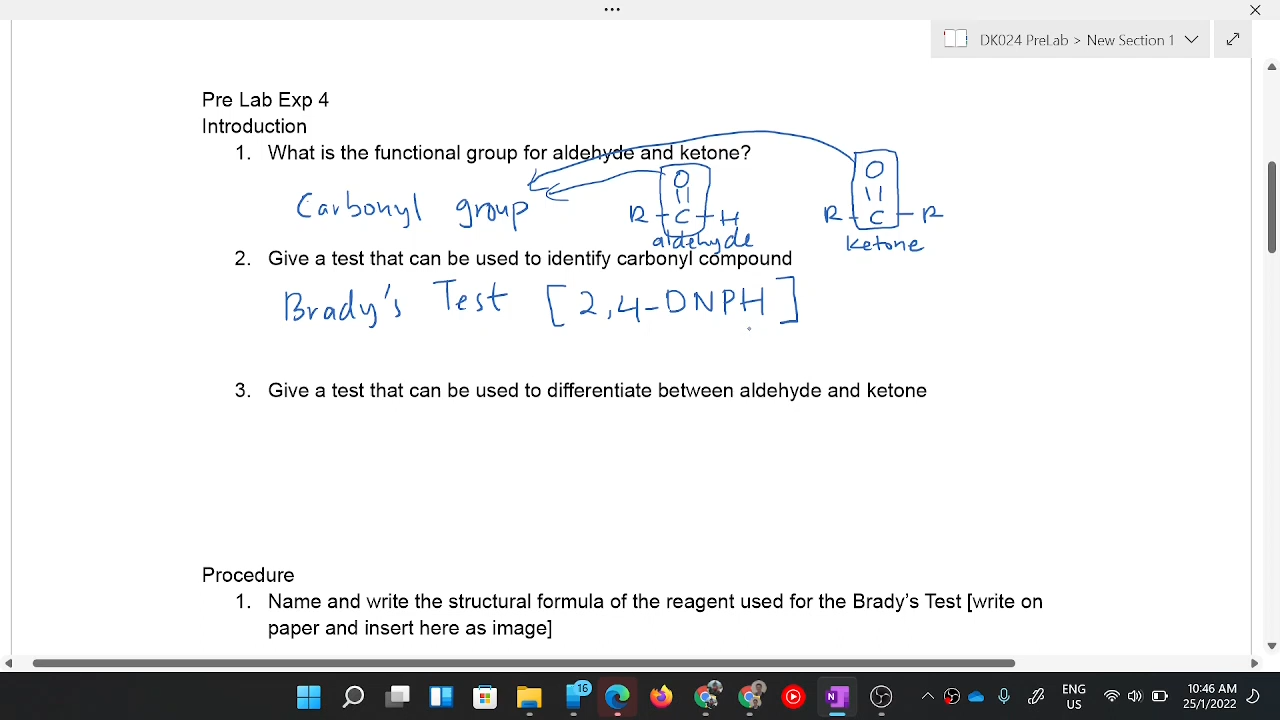 DK024 PreLab > New Section 1
Pre Lab Exp 4
Introduction
1. What is the functional group for aldehyde and ketone?
Carbonyl group
O
R - C - H
aldehyde
O
R - C - R
ketone
2. Give a test that can be used to identify carbonyl compound
Brady's Test [2,4-DNPH]
3. Give a test that can be used to differentiate between aldehyde and ketone
Procedure
1. Name and write the structural formula of the reagent used for the Brady's Test [write on
paper and insert here as image]
16
ENG
US
10:46 AM
25/1/2022